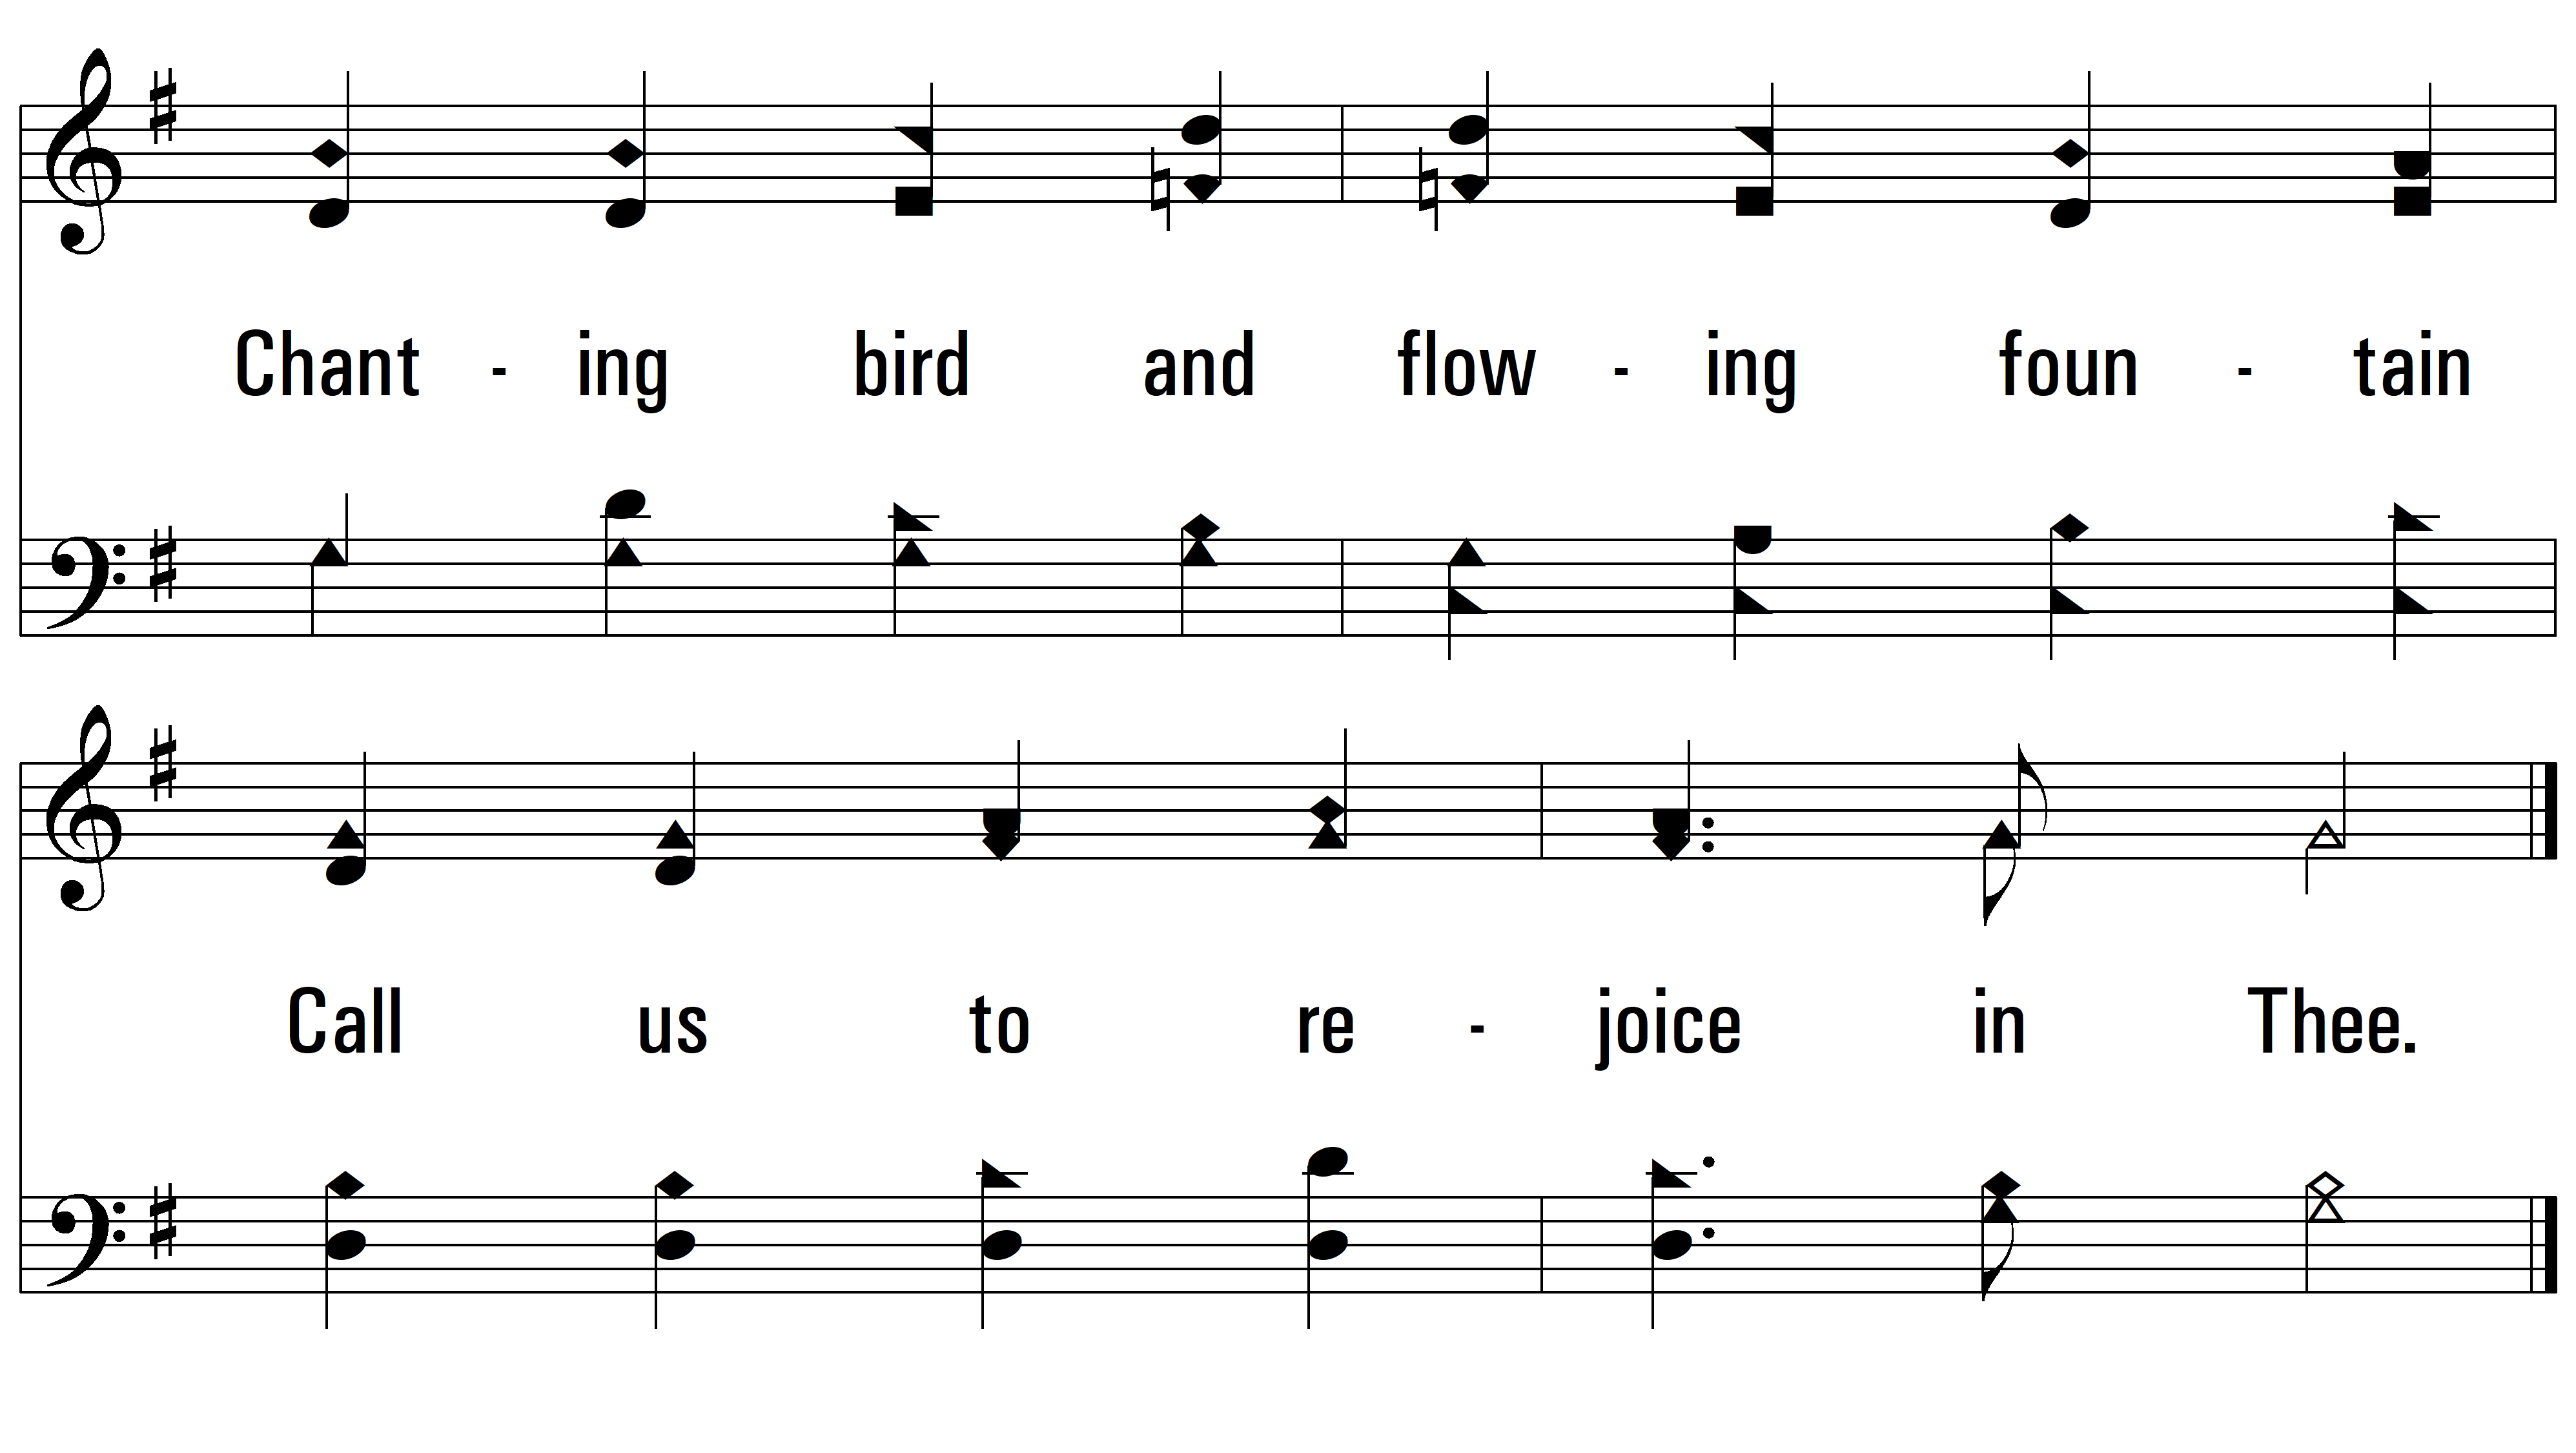 Chant - ing bird and flow - ing foun - tain
Call us to re - joice in Thee.